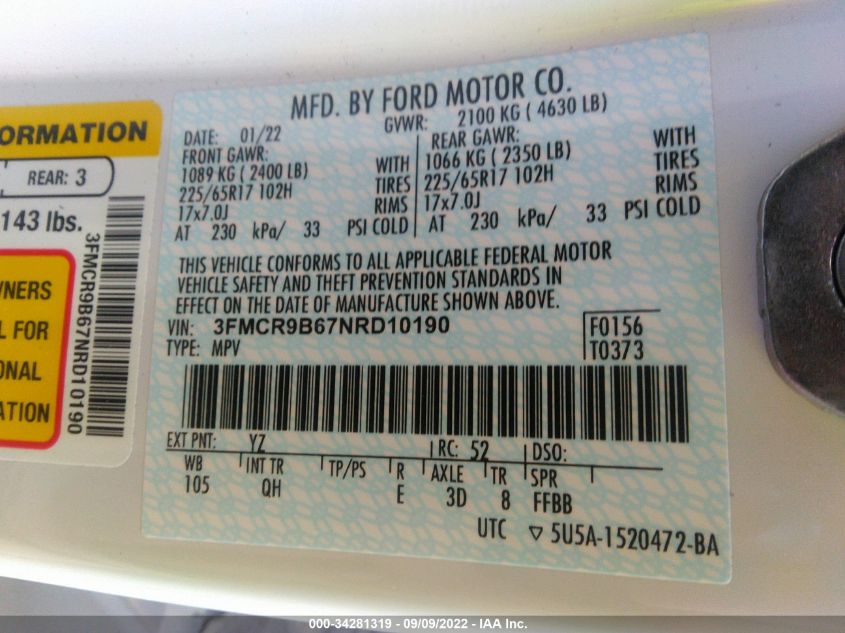 ORMATION
REAR: 3
143 lbs.
WNERS
L FOR
ONAL
ATION
3FMCR9B67NRD10190
MFD. BY FORD MOTOR CO.
DATE: 01/22 GVWR: 2100 KG ( 4630 LB)
FRONT GAWR: REAR GAWR:
1089 KG ( 2400 LB) WITH 1066 KG ( 2350 LB) WITH
225/65R17 102H TIRES 225/65R17 102H TIRES
17x7.0J RIMS 17x7.0J RIMS
AT 230 kPa/ 33 PSI COLD AT 230 kPa/ 33 PSI COLD
THIS VEHICLE CONFORMS TO ALL APPLICABLE FEDERAL MOTOR
VEHICLE SAFETY AND THEFT PREVENTION STANDARDS IN
EFFECT ON THE DATE OF MANUFACTURE SHOWN ABOVE.
VIN: 3FMCR9B67NRD10190 F0156
TYPE: MPV T0373
EXT PNT: YZ RC: 52 DSO:
WB INT TR TP/PS R AXLE TR SPR
105 QH E 3D 8 FFBB
UTC ▽ 5U5A-1520472-BA
000-34281319 - 09/09/2022 - IAA Inc.